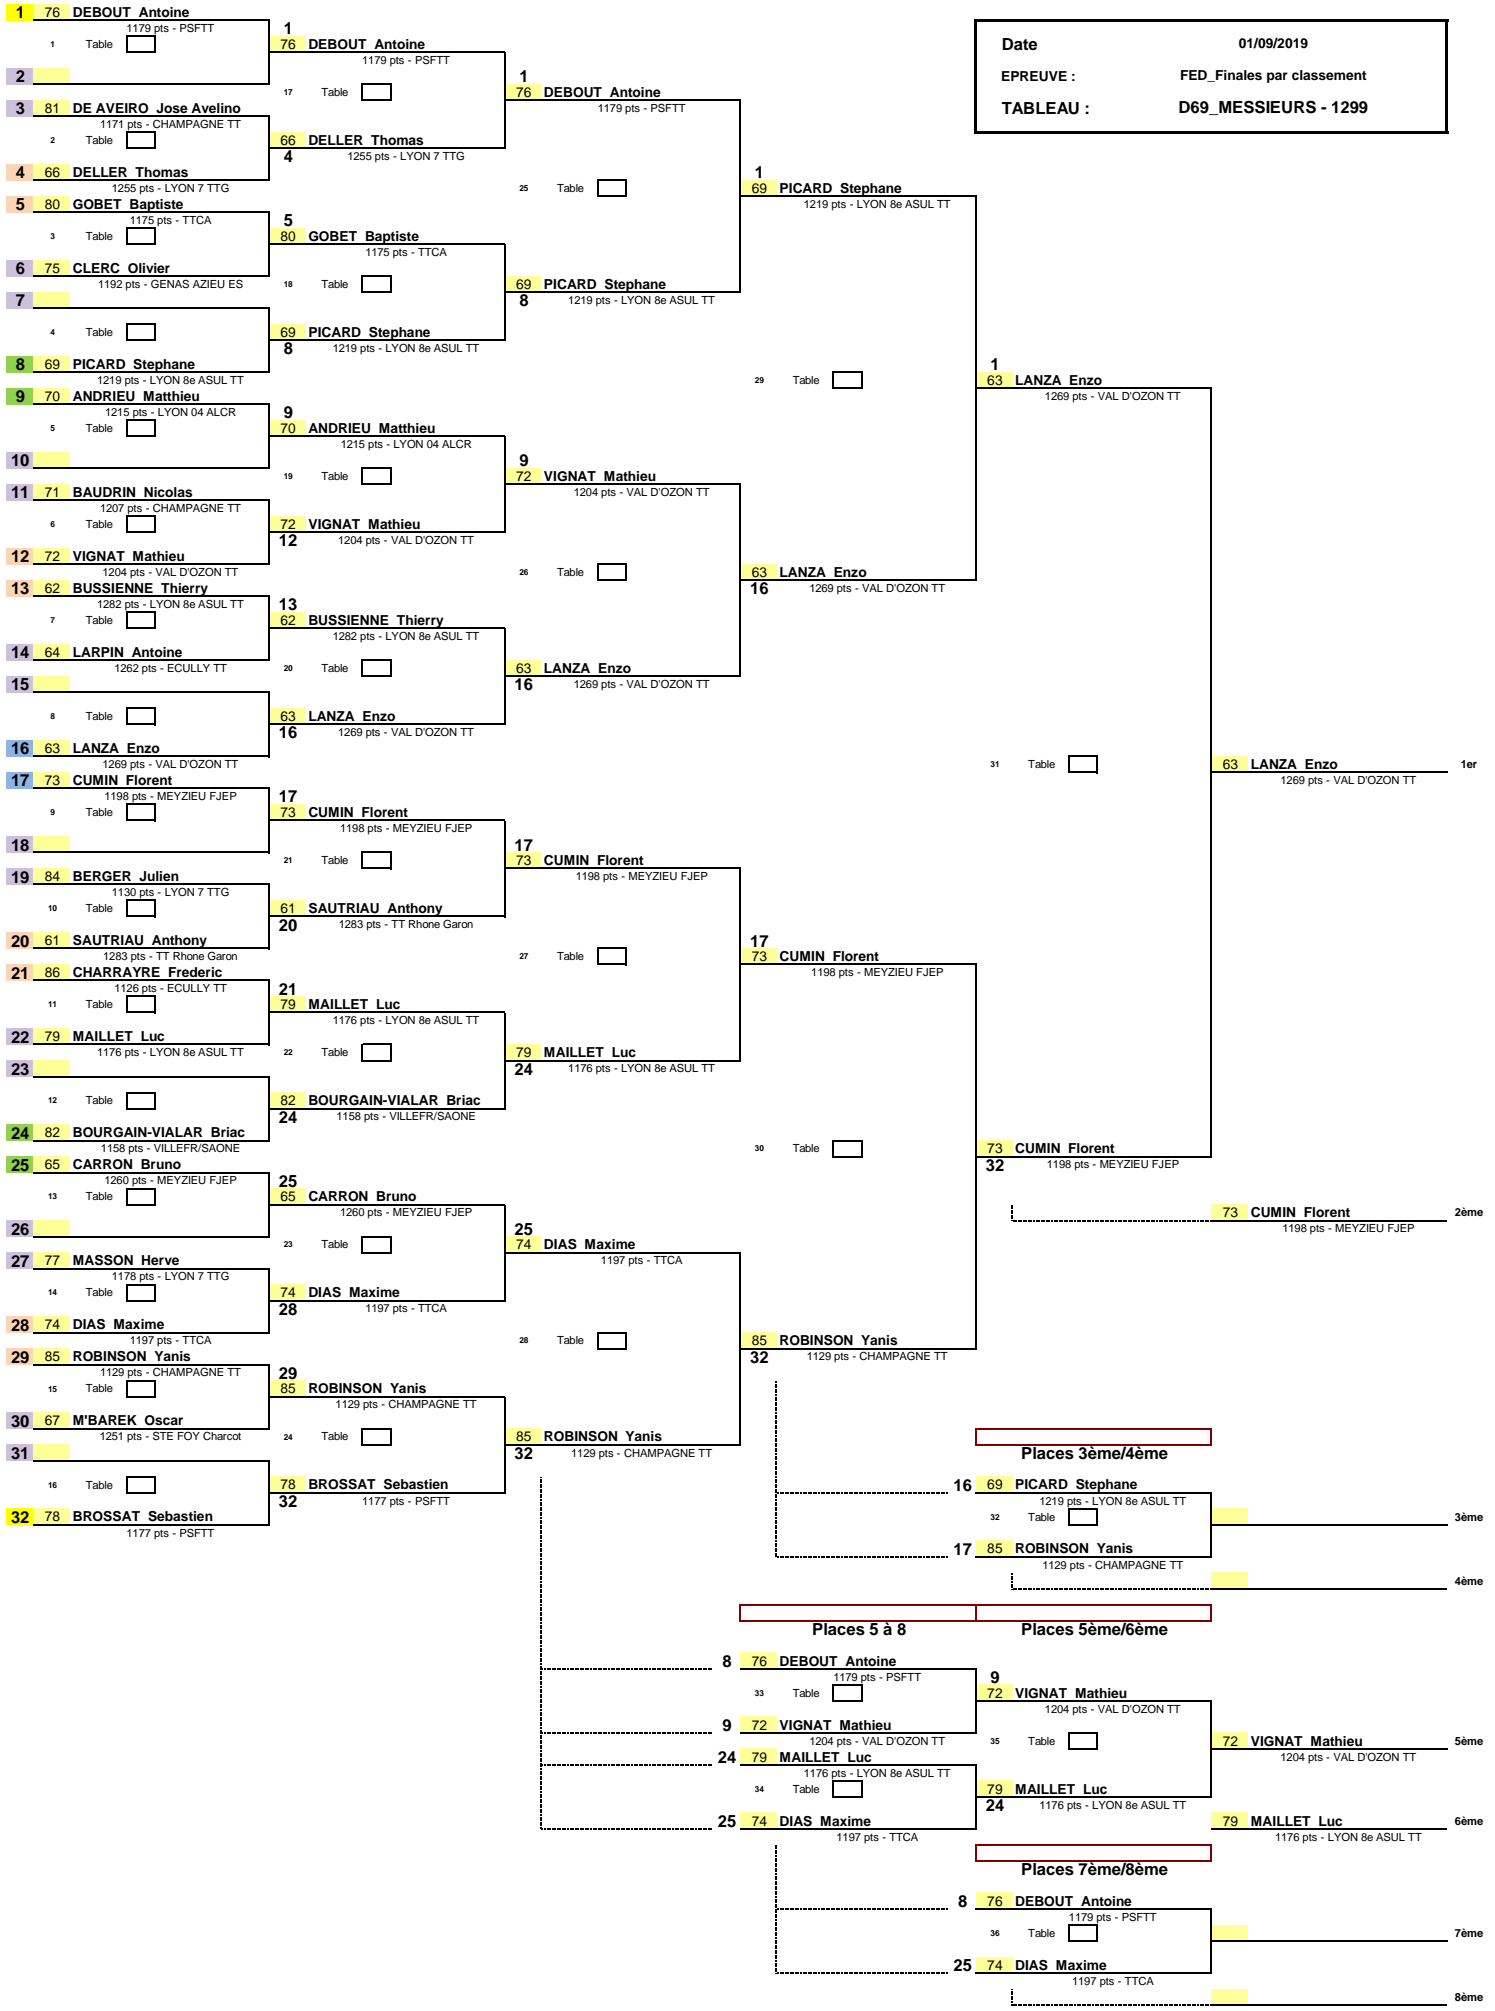 Date 01/09/2019
EPREUVE : FED_Finales par classement
TABLEAU : D69_MESSIEURS - 1299
1 76 DEBOUT Antoine
1179 pts - PSFTT
1 Table
2
3 81 DE AVEIRO Jose Avelino
1171 pts - CHAMPAGNE TT
2 Table
4 66 DELLER Thomas
1255 pts - LYON 7 TTG
5 80 GOBET Baptiste
1175 pts - TTCA
3 Table
6 75 CLERC Olivier
1192 pts - GENAS AZIEU ES
7
4 Table
8 69 PICARD Stephane
1219 pts - LYON 8e ASUL TT
9 70 ANDRIEU Matthieu
1215 pts - LYON 04 ALCR
5 Table
10
11 71 BAUDRIN Nicolas
1207 pts - CHAMPAGNE TT
6 Table
12 72 VIGNAT Mathieu
1204 pts - VAL D'OZON TT
13 62 BUSSIENNE Thierry
1282 pts - LYON 8e ASUL TT
7 Table
14 64 LARPIN Antoine
1262 pts - ECULLY TT
15
8 Table
16 63 LANZA Enzo
1269 pts - VAL D'OZON TT
17 73 CUMIN Florent
1198 pts - MEYZIEU FJEP
9 Table
18
19 84 BERGER Julien
1130 pts - LYON 7 TTG
10 Table
20 61 SAUTRIAU Anthony
1283 pts - TT Rhone Garon
21 86 CHARRAYRE Frederic
1126 pts - ECULLY TT
11 Table
22 79 MAILLET Luc
1176 pts - LYON 8e ASUL TT
23
12 Table
24 82 BOURGAIN-VIALAR Briac
1158 pts - VILLEFR/SAONE
25 65 CARRON Bruno
1260 pts - MEYZIEU FJEP
13 Table
26
27 77 MASSON Herve
1178 pts - LYON 7 TTG
14 Table
28 74 DIAS Maxime
1197 pts - TTCA
29 85 ROBINSON Yanis
1129 pts - CHAMPAGNE TT
15 Table
30 67 M'BAREK Oscar
1251 pts - STE FOY Charcot
31
16 Table
32 78 BROSSAT Sebastien
1177 pts - PSFTT
1
76 DEBOUT Antoine
1179 pts - PSFTT
17 Table
66 DELLER Thomas
4 1255 pts - LYON 7 TTG
5
80 GOBET Baptiste
1175 pts - TTCA
18 Table
69 PICARD Stephane
8 1219 pts - LYON 8e ASUL TT
9
70 ANDRIEU Matthieu
1215 pts - LYON 04 ALCR
19 Table
72 VIGNAT Mathieu
12 1204 pts - VAL D'OZON TT
13
62 BUSSIENNE Thierry
1282 pts - LYON 8e ASUL TT
20 Table
63 LANZA Enzo
16 1269 pts - VAL D'OZON TT
17
73 CUMIN Florent
1198 pts - MEYZIEU FJEP
21 Table
61 SAUTRIAU Anthony
20 1283 pts - TT Rhone Garon
21
79 MAILLET Luc
1176 pts - LYON 8e ASUL TT
22 Table
82 BOURGAIN-VIALAR Briac
24 1158 pts - VILLEFR/SAONE
25
65 CARRON Bruno
1260 pts - MEYZIEU FJEP
23 Table
74 DIAS Maxime
28 1197 pts - TTCA
29
85 ROBINSON Yanis
1129 pts - CHAMPAGNE TT
24 Table
78 BROSSAT Sebastien
32 1177 pts - PSFTT
1
76 DEBOUT Antoine
1179 pts - PSFTT
25 Table
69 PICARD Stephane
8 1219 pts - LYON 8e ASUL TT
9
72 VIGNAT Mathieu
1204 pts - VAL D'OZON TT
26 Table
63 LANZA Enzo
16 1269 pts - VAL D'OZON TT
17
73 CUMIN Florent
1198 pts - MEYZIEU FJEP
27 Table
79 MAILLET Luc
24 1176 pts - LYON 8e ASUL TT
25
74 DIAS Maxime
1197 pts - TTCA
28 Table
85 ROBINSON Yanis
32 1129 pts - CHAMPAGNE TT
1
69 PICARD Stephane
1219 pts - LYON 8e ASUL TT
29 Table
63 LANZA Enzo
16 1269 pts - VAL D'OZON TT
17
73 CUMIN Florent
1198 pts - MEYZIEU FJEP
30 Table
85 ROBINSON Yanis
32 1129 pts - CHAMPAGNE TT
1
63 LANZA Enzo
1269 pts - VAL D'OZON TT
31 Table
73 CUMIN Florent
32 1198 pts - MEYZIEU FJEP
63 LANZA Enzo 1er
1269 pts - VAL D'OZON TT
73 CUMIN Florent 2ème
1198 pts - MEYZIEU FJEP
Places 3ème/4ème
16 69 PICARD Stephane
1219 pts - LYON 8e ASUL TT
32 Table
3ème
17 85 ROBINSON Yanis
1129 pts - CHAMPAGNE TT
4ème
Places 5 à 8
8 76 DEBOUT Antoine
1179 pts - PSFTT
33 Table
9 72 VIGNAT Mathieu
1204 pts - VAL D'OZON TT
24 79 MAILLET Luc
1176 pts - LYON 8e ASUL TT
34 Table
25 74 DIAS Maxime
1197 pts - TTCA
Places 5ème/6ème
9
72 VIGNAT Mathieu
1204 pts - VAL D'OZON TT
35 Table
79 MAILLET Luc
24 1176 pts - LYON 8e ASUL TT
72 VIGNAT Mathieu 5ème
1204 pts - VAL D'OZON TT
79 MAILLET Luc 6ème
1176 pts - LYON 8e ASUL TT
Places 7ème/8ème
8 76 DEBOUT Antoine
1179 pts - PSFTT
36 Table
7ème
25 74 DIAS Maxime
1197 pts - TTCA
8ème